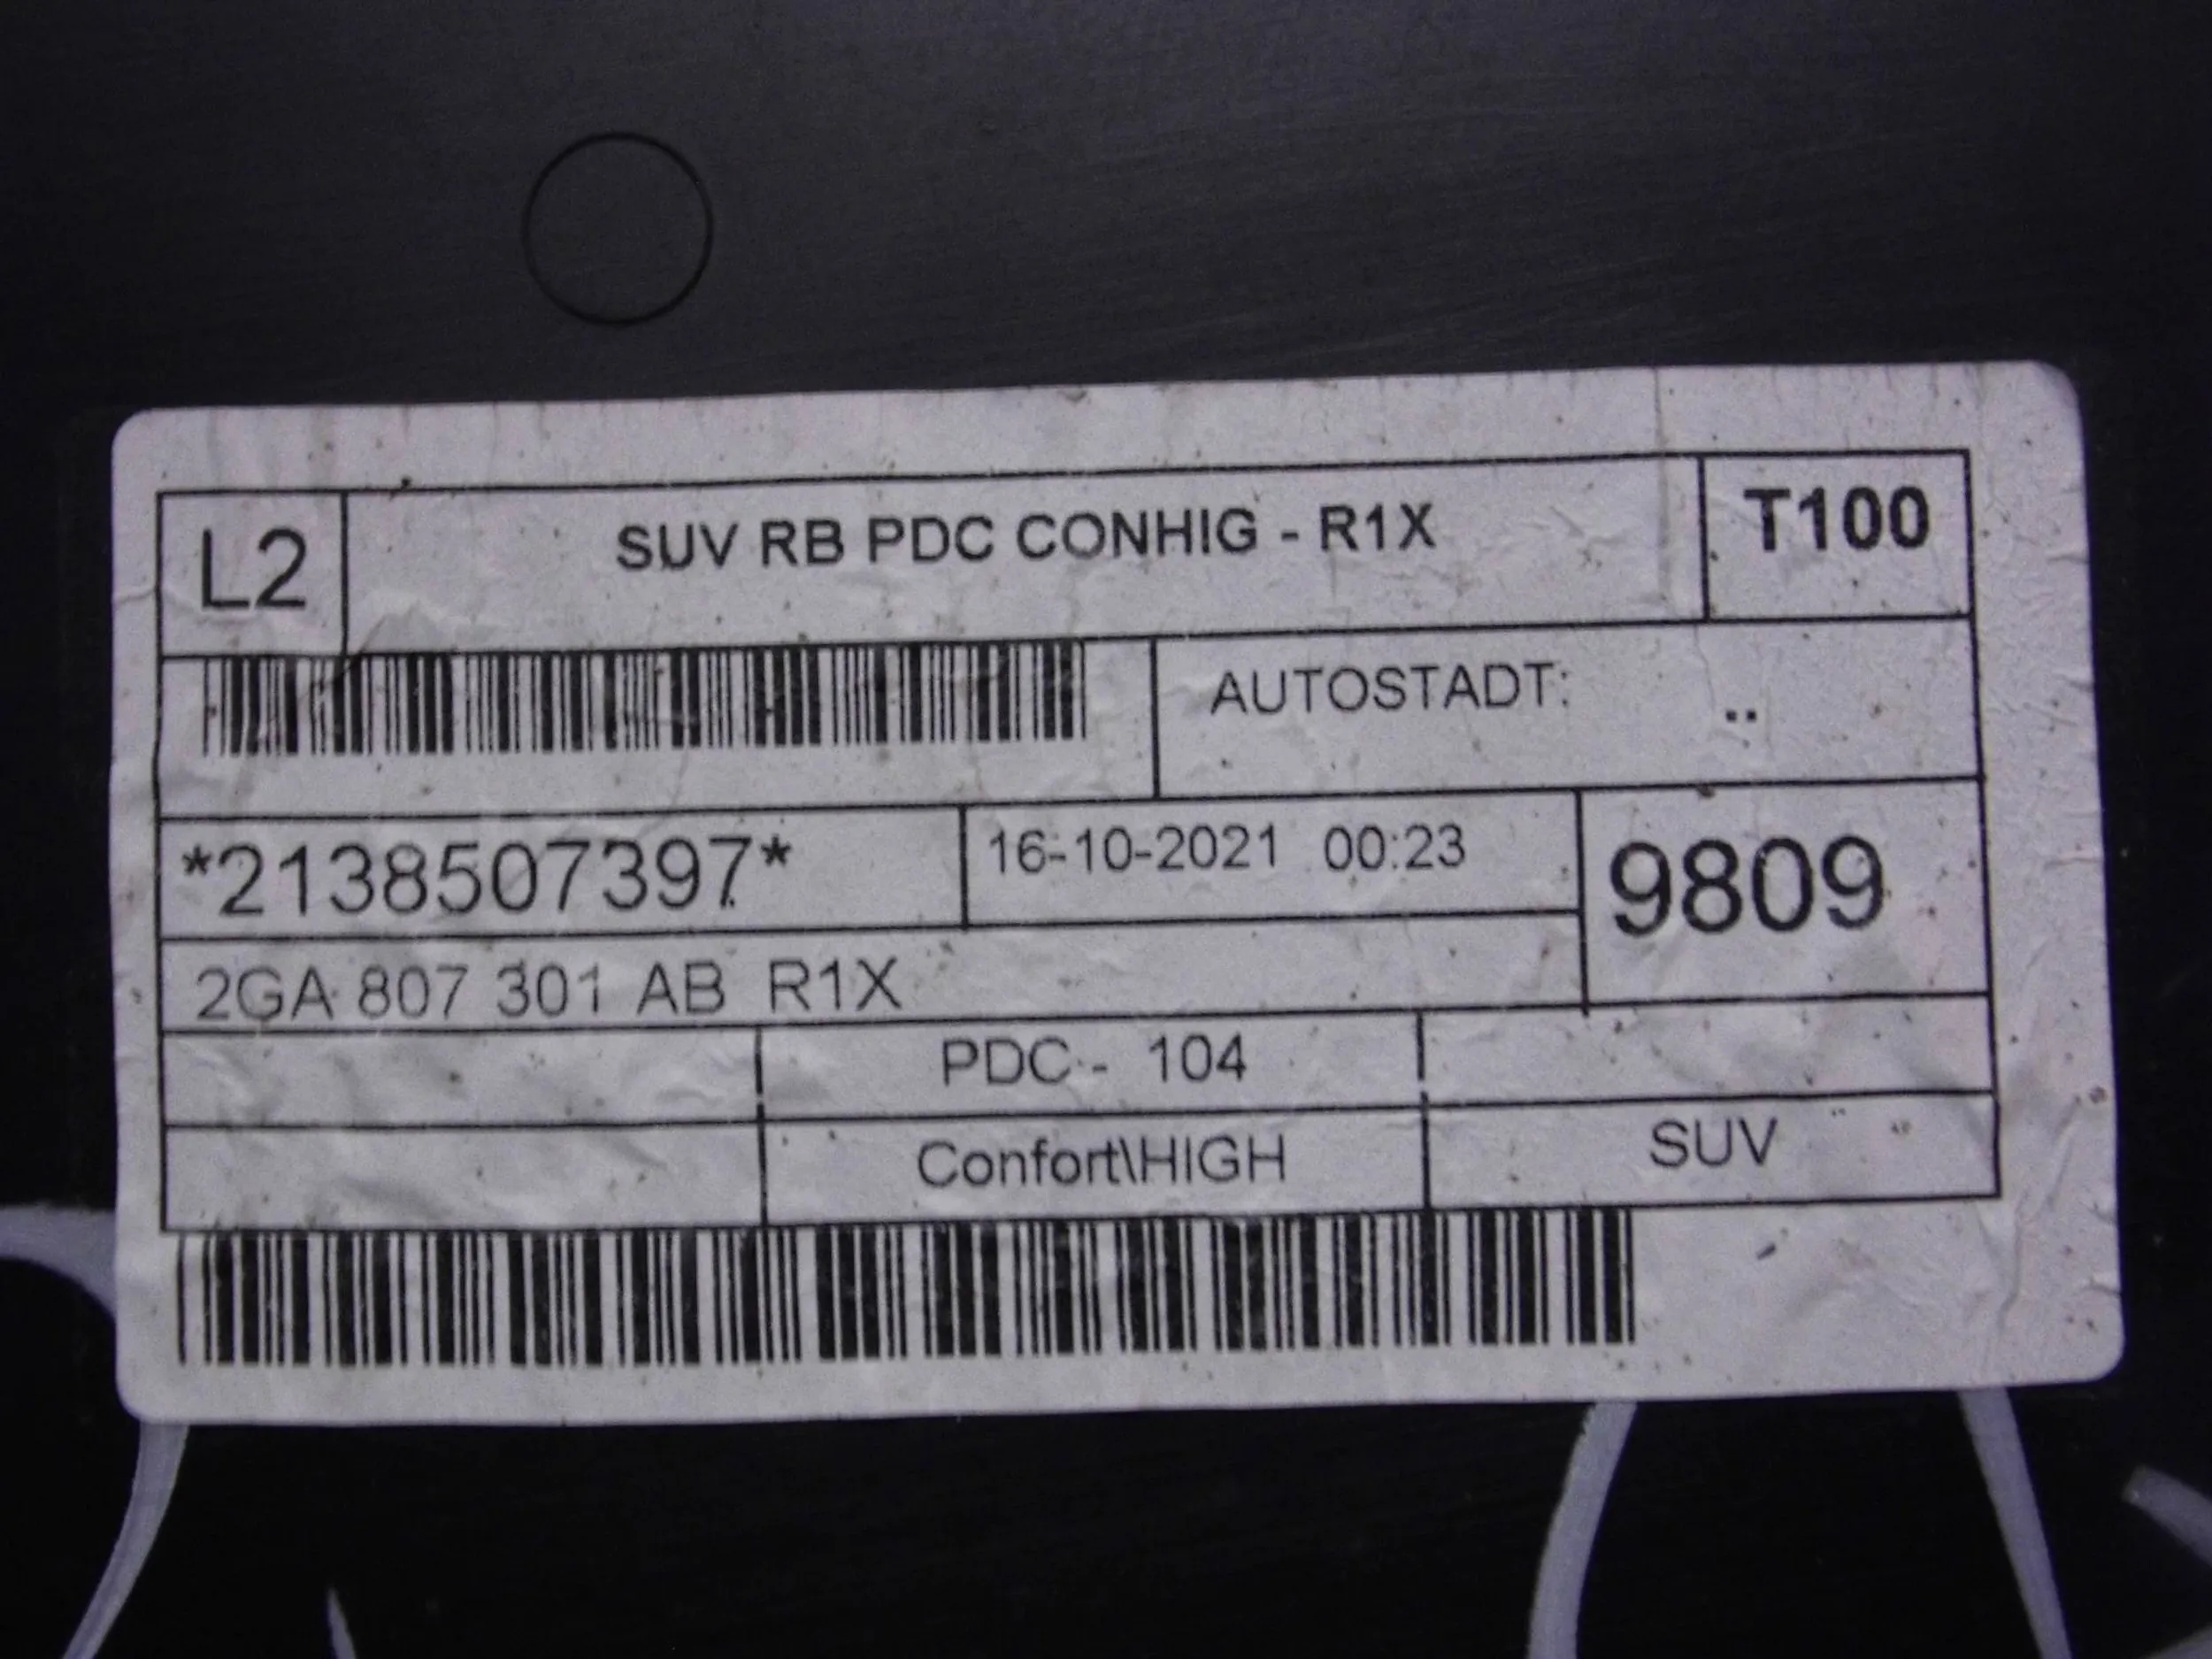 L2 SUV RB PDC CONHIG - R1X T100
AUTOSTADT: ..
*2138507397* 16-10-2021 00:23 9809
2GA 807 301 AB R1X
PDC - 104
Confort\HIGH SUV